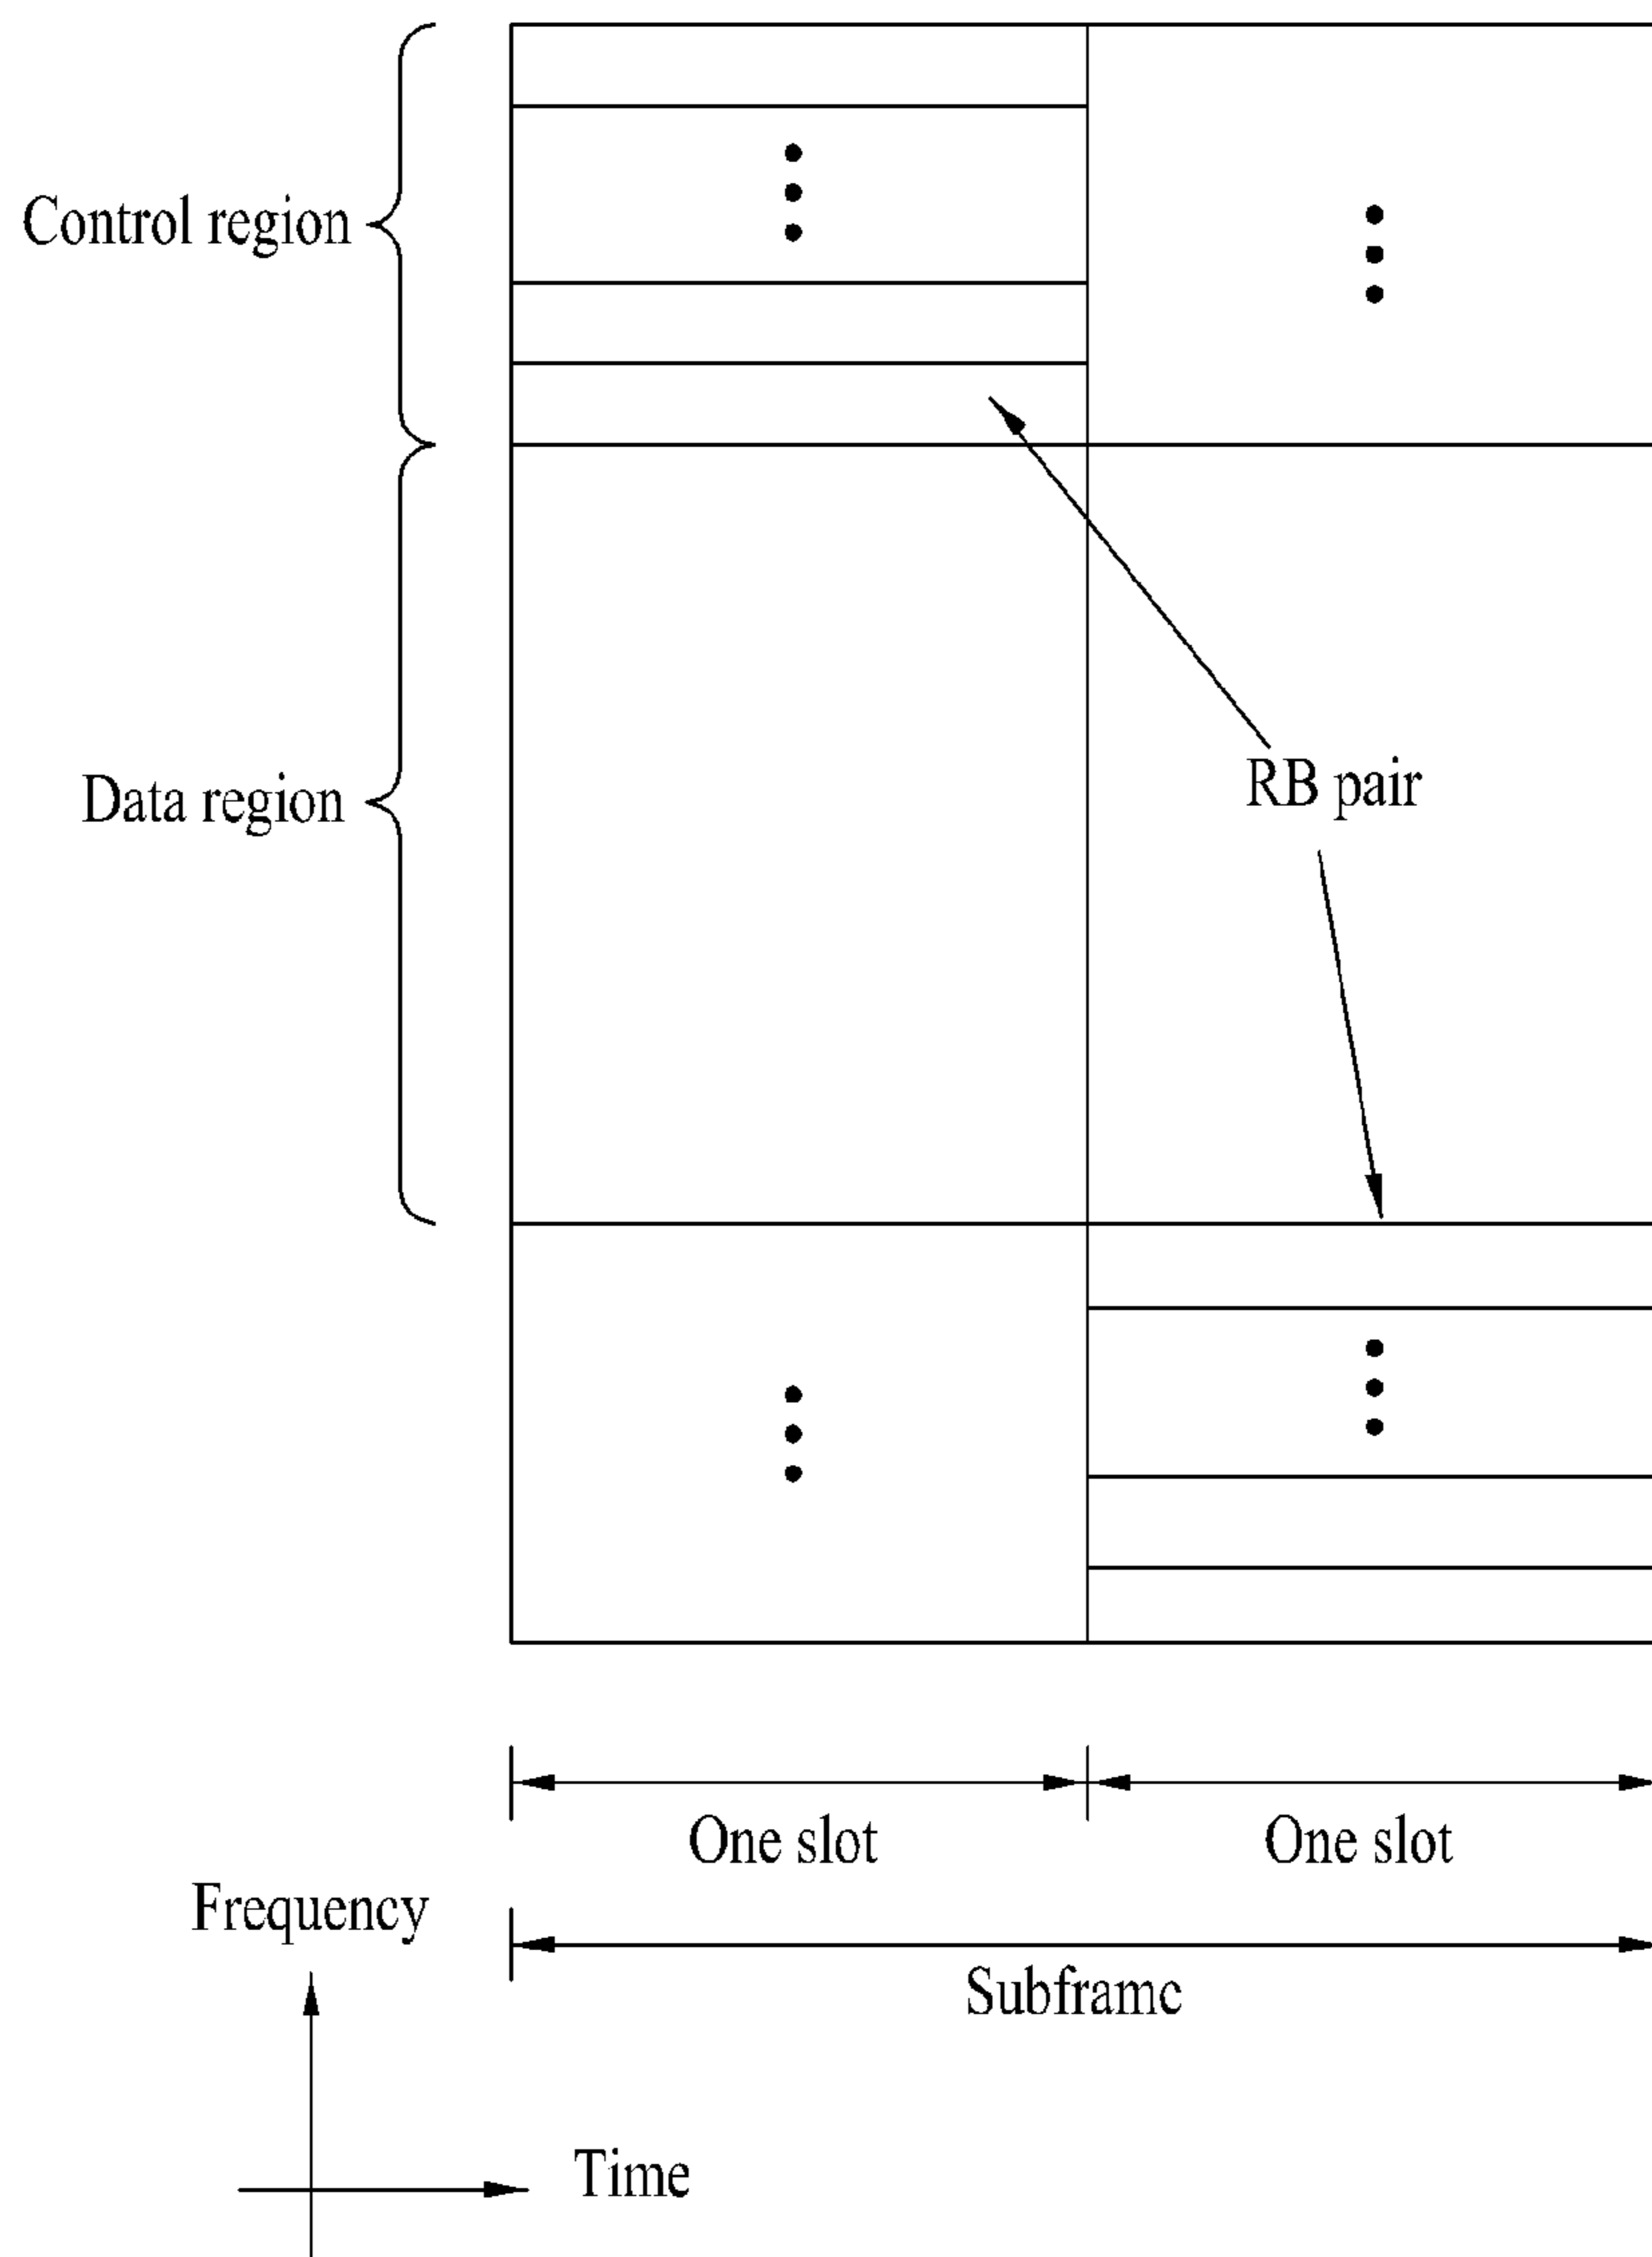 Control region
Data region
RB pair
One slot
One slot
Frequency
Subframe
Time